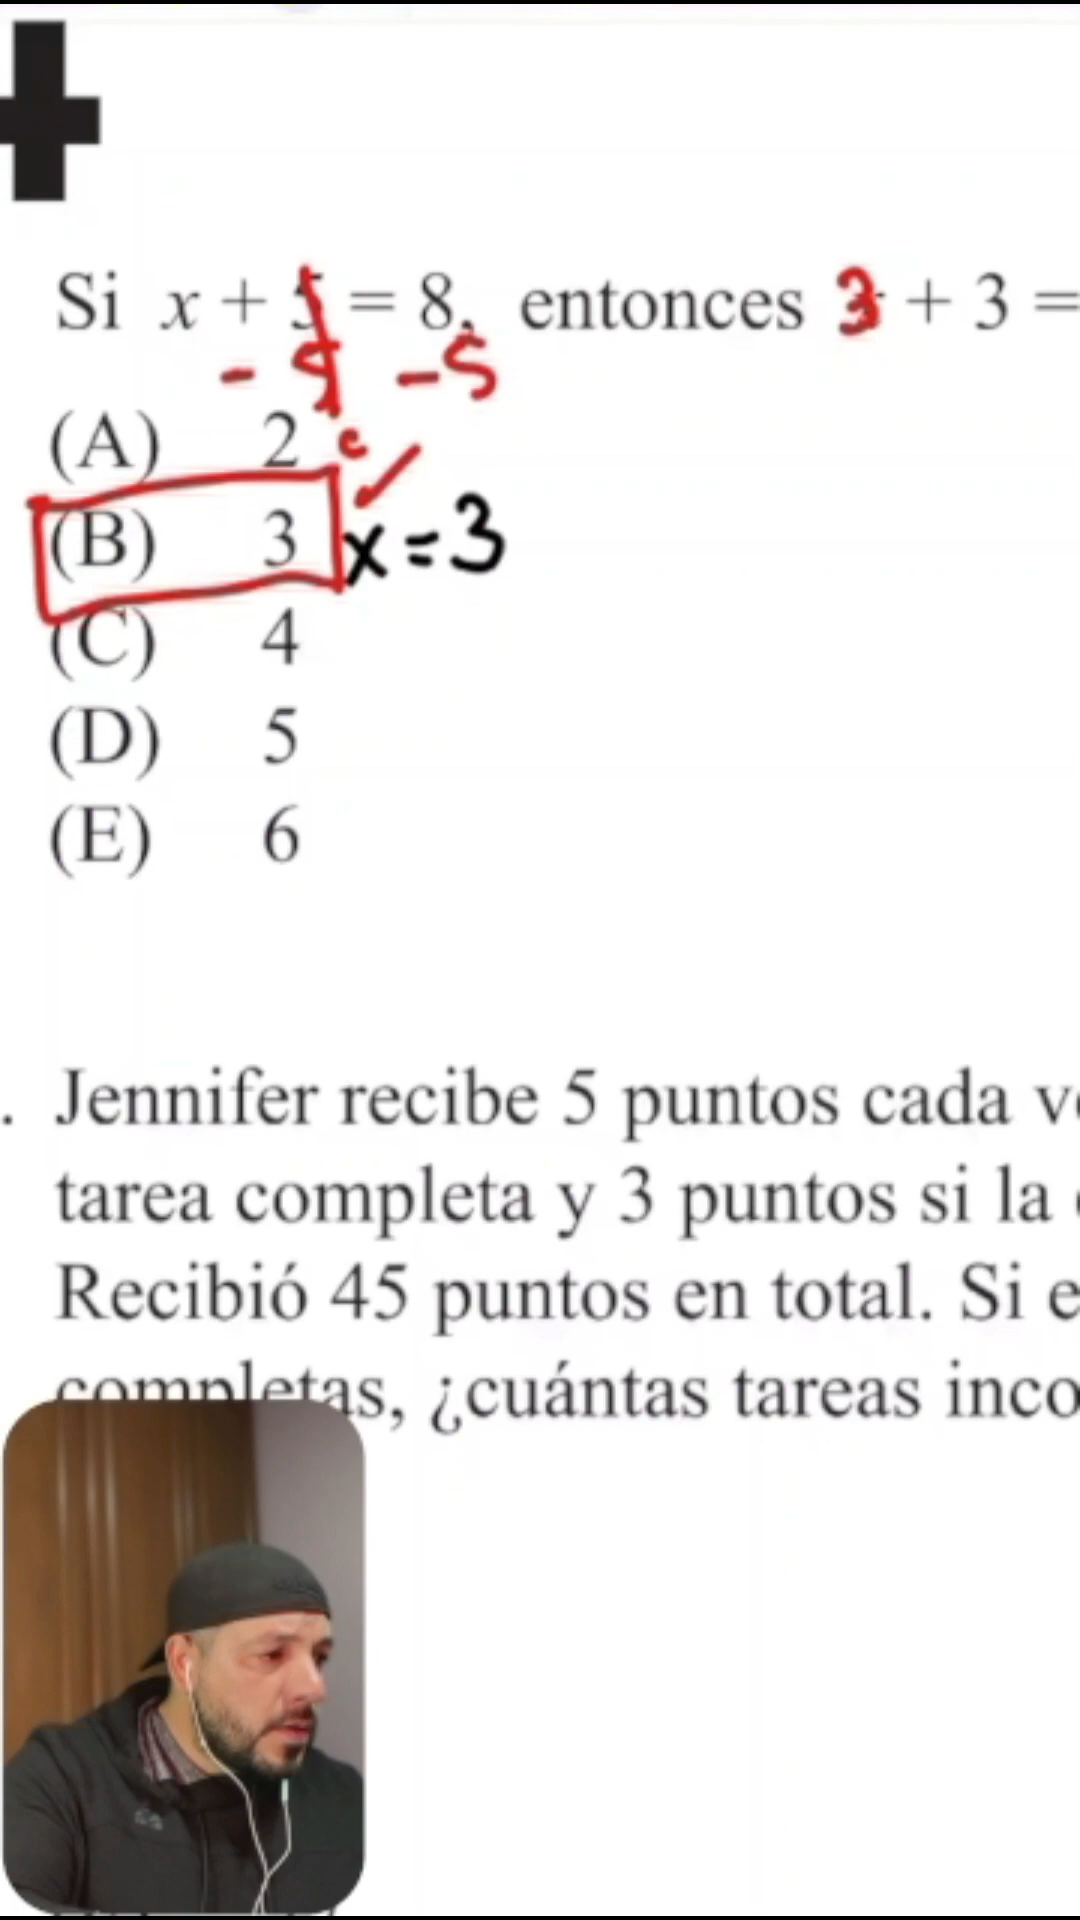 Si x + 5 = 8, entonces 3 + 3 =
- 5 -5
(A) 2
(B) 3 x=3
(C) 4
(D) 5
(E) 6
. Jennifer recibe 5 puntos cada
tarea completa y 3 puntos si la
Recibió 45 puntos en total. Si
completas, ¿cuántas tareas inco